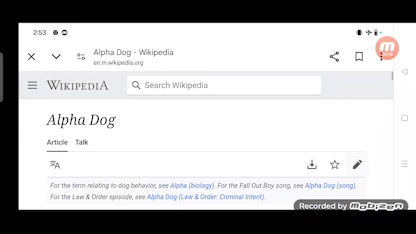 2:53
Alpha Dog - Wikipedia
en.m.wikipedia.org
WIKIPEDIA
Search Wikipedia
Alpha Dog
Article Talk
For the term relating to dog behavior, see Alpha (biology). For the Fall Out Boy song, see Alpha Dog (song).
For the Law & Order episode, see Alpha Dog (Law & Order: Criminal Intent).
Recorded by Mobizen